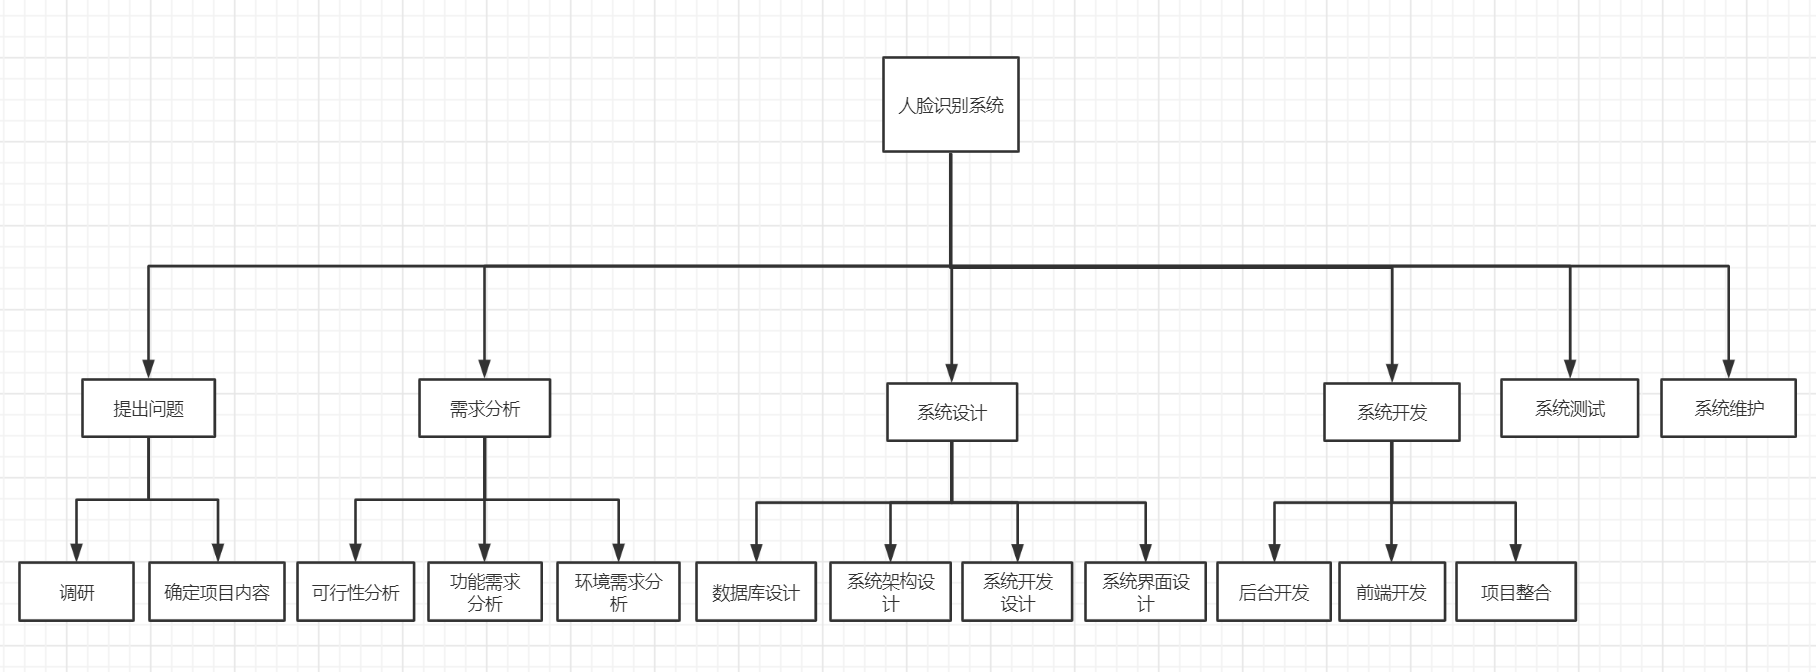 人脸识别系统
提出问题
需求分析
系统设计
系统开发
系统测试
系统维护
调研
确定项目内容
可行性分析
功能需求
分析
环境需求分
析
数据库设计
系统架构设
计
系统开发
设计
系统界面设
计
后台开发
前端开发
项目整合